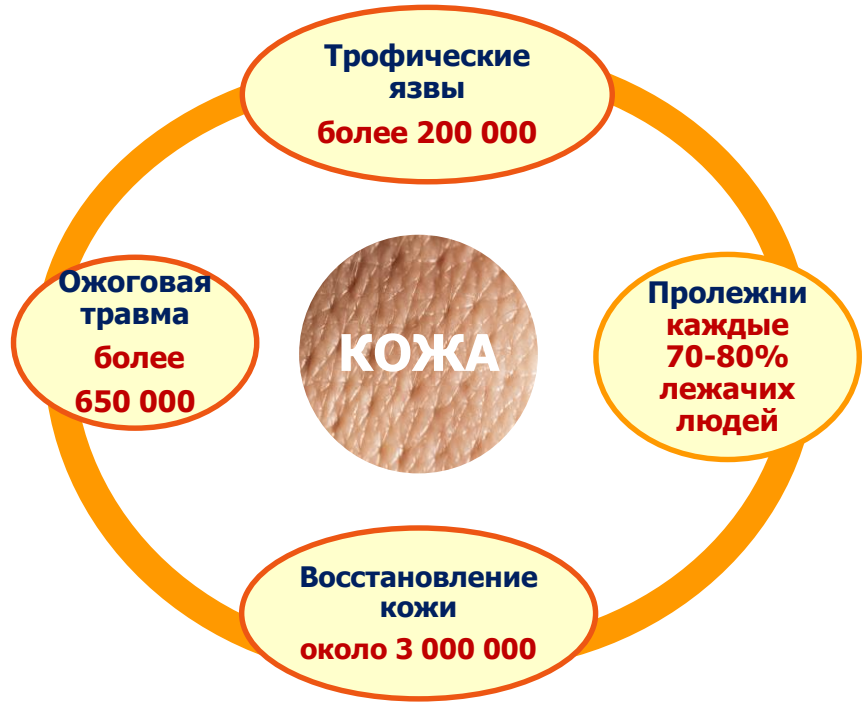 Трофические
язвы
более 200 000
Ожоговая
травма
более
650 000
КОЖА
Пролежни
каждые
70-80%
лежачих
людей
Восстановление
кожи
около 3 000 000